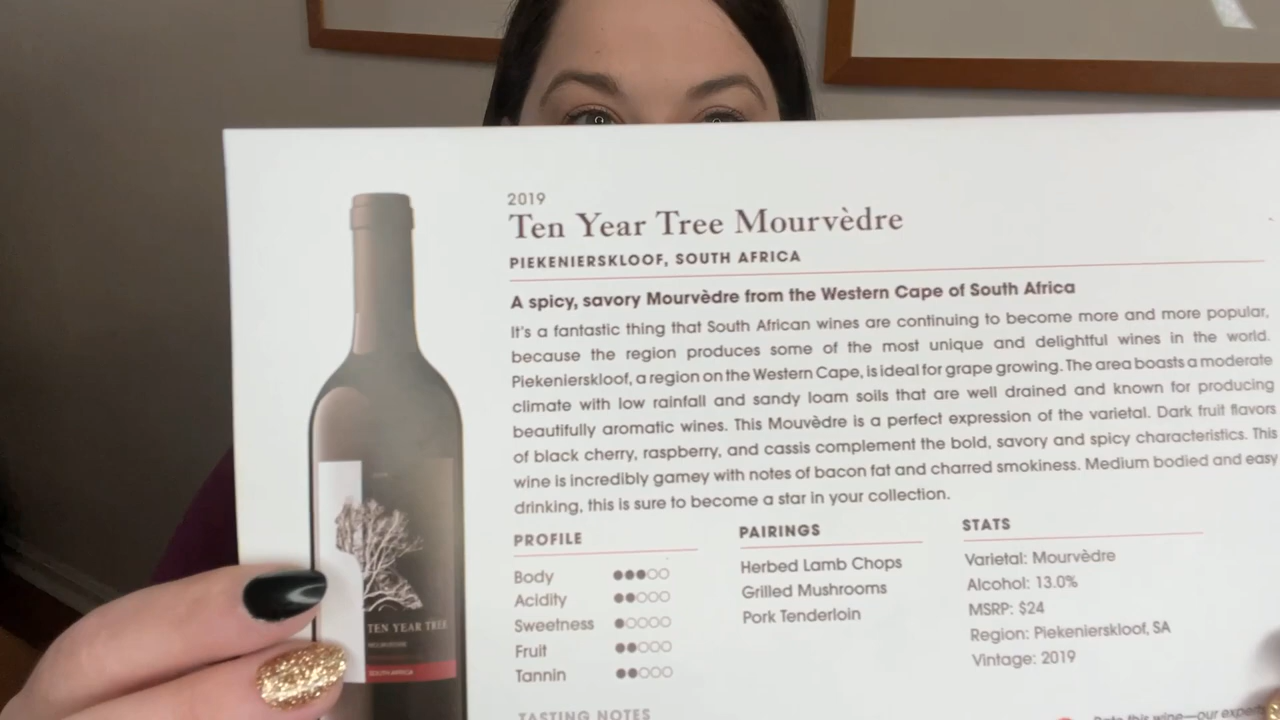 2019
Ten Year Tree Mourvèdre
PIEKENIERSKLOOF, SOUTH AFRICA
A spicy, savory Mourvèdre from the Western Cape of South Africa
It's a fantastic thing that South African wines are continuing to become more and more popular,
because the region produces some of the most unique and delightful wines in the world.
Piekenierskloof, a region on the Western Cape, is ideal for grape growing. The area boasts a moderate
climate with low rainfall and sandy loam soils that are well drained and known for producing
beautifully aromatic wines. This Mouvèdre is a perfect expression of the varietal. Dark fruit flavors
of black cherry, raspberry, and cassis complement the bold, savory and spicy characteristics. This
wine is incredibly gamey with notes of bacon fat and charred smokiness. Medium bodied and easy
drinking, this is sure to become a star in your collection.
PROFILE
Body
Acidity
Sweetness
Fruit
Tannin
PAIRINGS
Herbed Lamb Chops
Grilled Mushrooms
Pork Tenderloin
STATS
Varietal: Mourvèdre
Alcohol: 13.0%
MSRP: $24
Region: Piekenierskloof, SA
Vintage: 2019
TEN YEAR TREE
SOUTH AFRICA
TASTING NOTES
Rate this wine—our